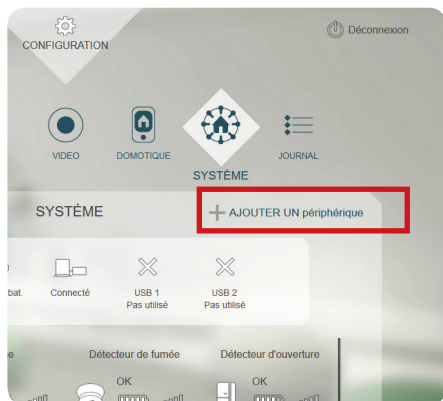 CONFIGURATION
Déconnexion
VIDEO
DOMOTIQUE
JOURNAL
SYSTÈME
SYSTÈME
AJOUTER UN périphérique
bat.
Connecté
USB 1
USB 2
Pas utilisé
Pas utilisé
Détecteur de fumée
Détecteur d'ouverture
OK
OK